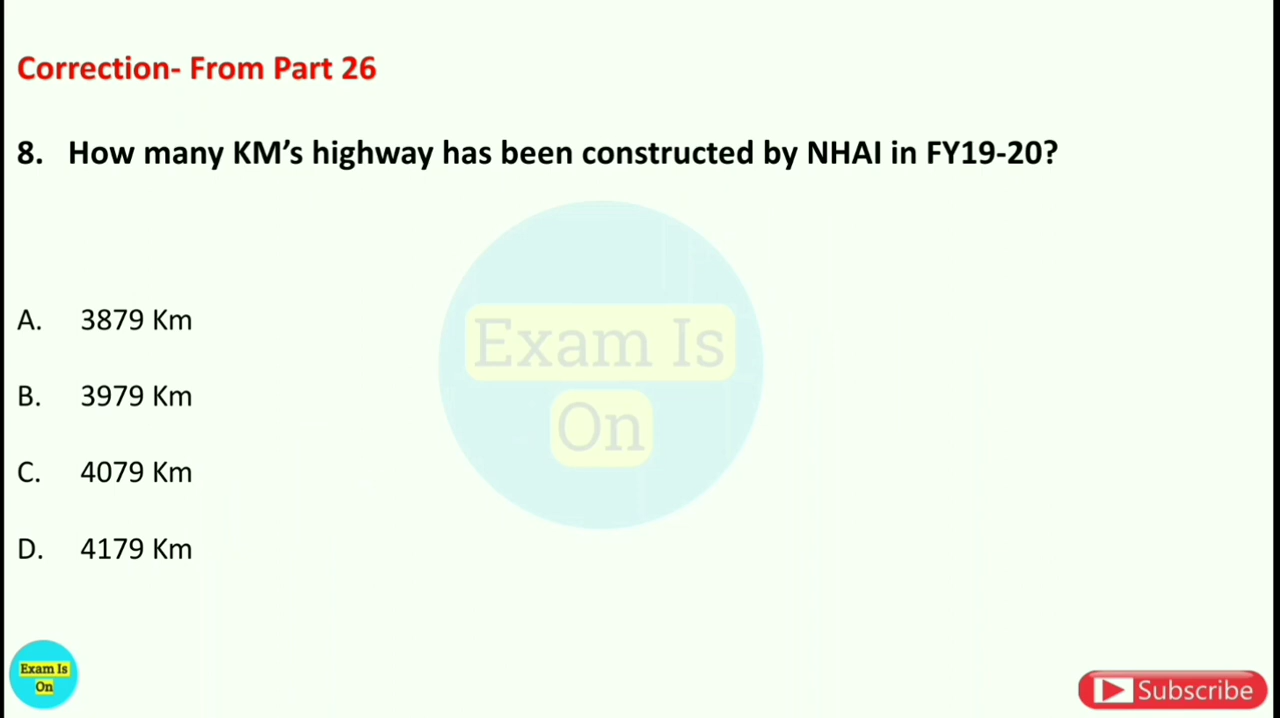 Correction- From Part 26
8. How many KM's highway has been constructed by NHAI in FY19-20?
Exam Is
On
A. 3879 Km
B. 3979 Km
C. 4079 Km
D. 4179 Km
Exam Is
On
Subscribe